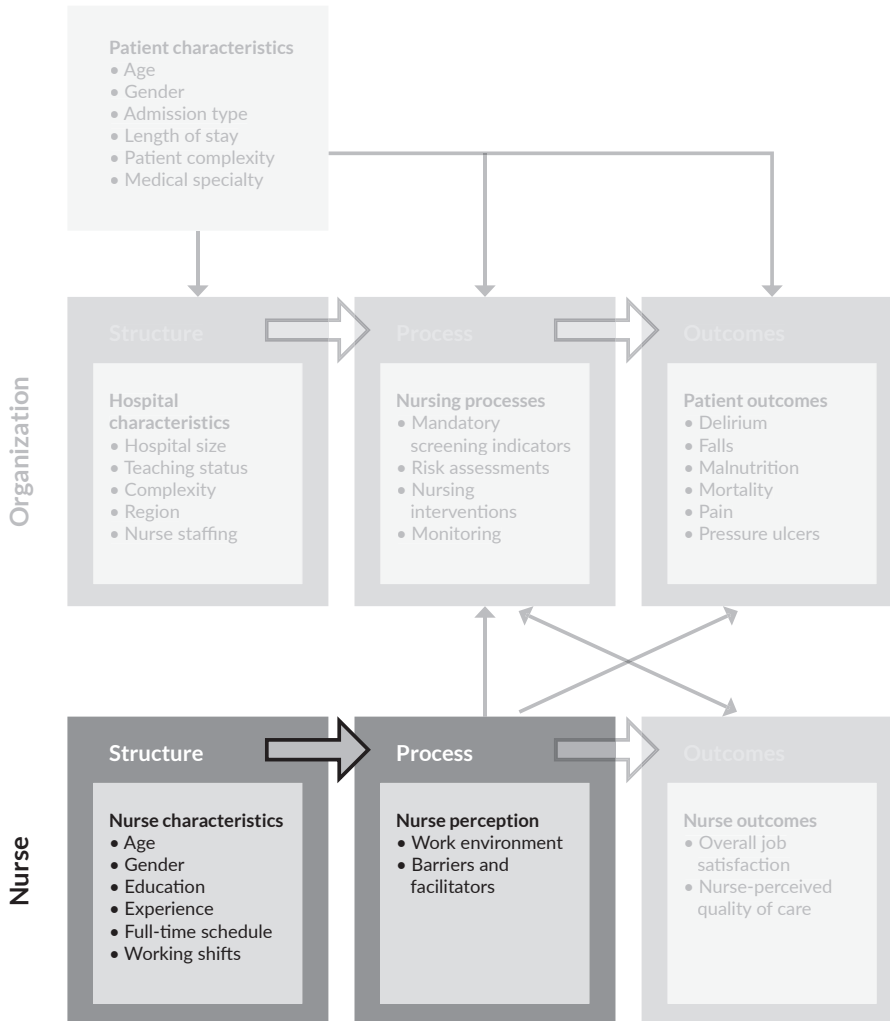 Patient characteristics
• Age
• Gender
• Admission type
• Length of stay
• Patient complexity
• Medical specialty
Organization
Structure
Process
Outcomes
Hospital
characteristics
• Hospital size
• Teaching status
• Complexity
• Region
• Nurse staffing
Nursing processes
• Mandatory
screening indicators
• Risk assessments
• Nursing
interventions
• Monitoring
Patient outcomes
• Delirium
• Falls
• Malnutrition
• Mortality
• Pain
• Pressure ulcers
Nurse
Structure
Process
Outcomes
Nurse characteristics
• Age
• Gender
• Education
• Experience
• Full-time schedule
• Working shifts
Nurse perception
• Work environment
• Barriers and
facilitators
Nurse outcomes
• Overall job
satisfaction
• Nurse-perceived
quality of care